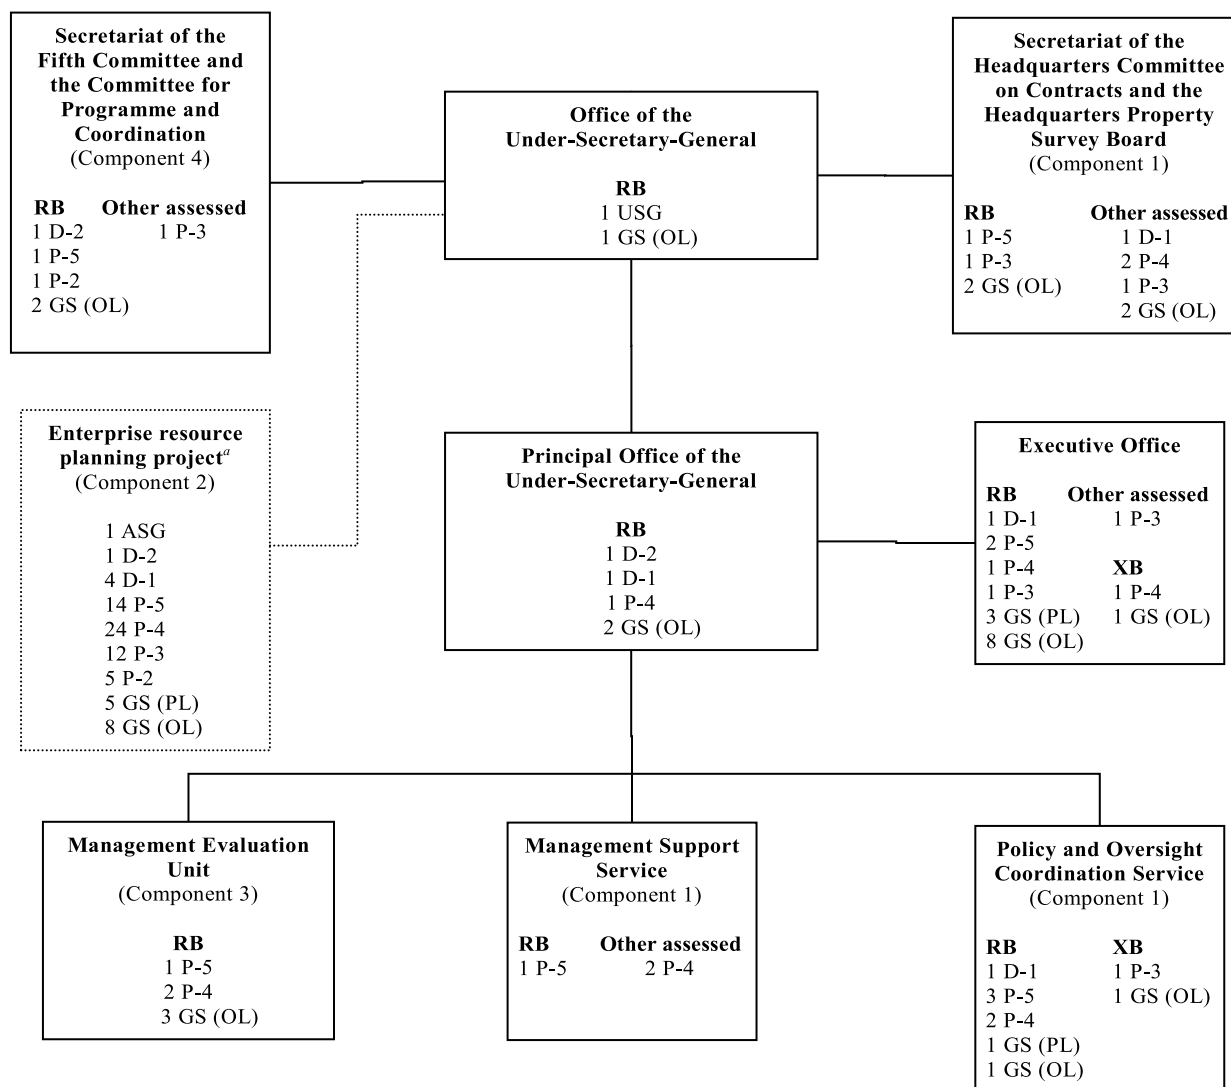 Secretariat of the
Fifth Committee and
the Committee for
Programme and
Coordination
(Component 4)
RB Other assessed
1 D-2 1 P-3
1 P-5
1 P-2
2 GS (OL)
Office of the
Under-Secretary-General
RB
1 USG
1 GS (OL)
Secretariat of the
Headquarters Committee
on Contracts and the
Headquarters Property
Survey Board
(Component 1)
RB Other assessed
1 P-5 1 D-1
1 P-3 2 P-4
2 GS (OL) 1 P-3
2 GS (OL)
Enterprise resource
planning project a
(Component 2)
1 ASG
1 D-2
4 D-1
14 P-5
24 P-4
12 P-3
5 P-2
5 GS (PL)
8 GS (OL)
Principal Office of the
Under-Secretary-General
RB
1 D-2
1 D-1
1 P-4
2 GS (OL)
Executive Office
RB Other assessed
1 D-1 1 P-3
2 P-5
1 P-4 XB
1 P-3 1 P-4
3 GS (PL) 1 GS (OL)
8 GS (OL)
Management Evaluation
Unit
(Component 3)
RB
1 P-5
2 P-4
3 GS (OL)
Management Support
Service
(Component 1)
RB Other assessed
1 P-5 2 P-4
Policy and Oversight
Coordination Service
(Component 1)
RB XB
1 D-1 1 P-3
3 P-5 1 GS (OL)
2 P-4
1 GS (PL)
1 GS (OL)